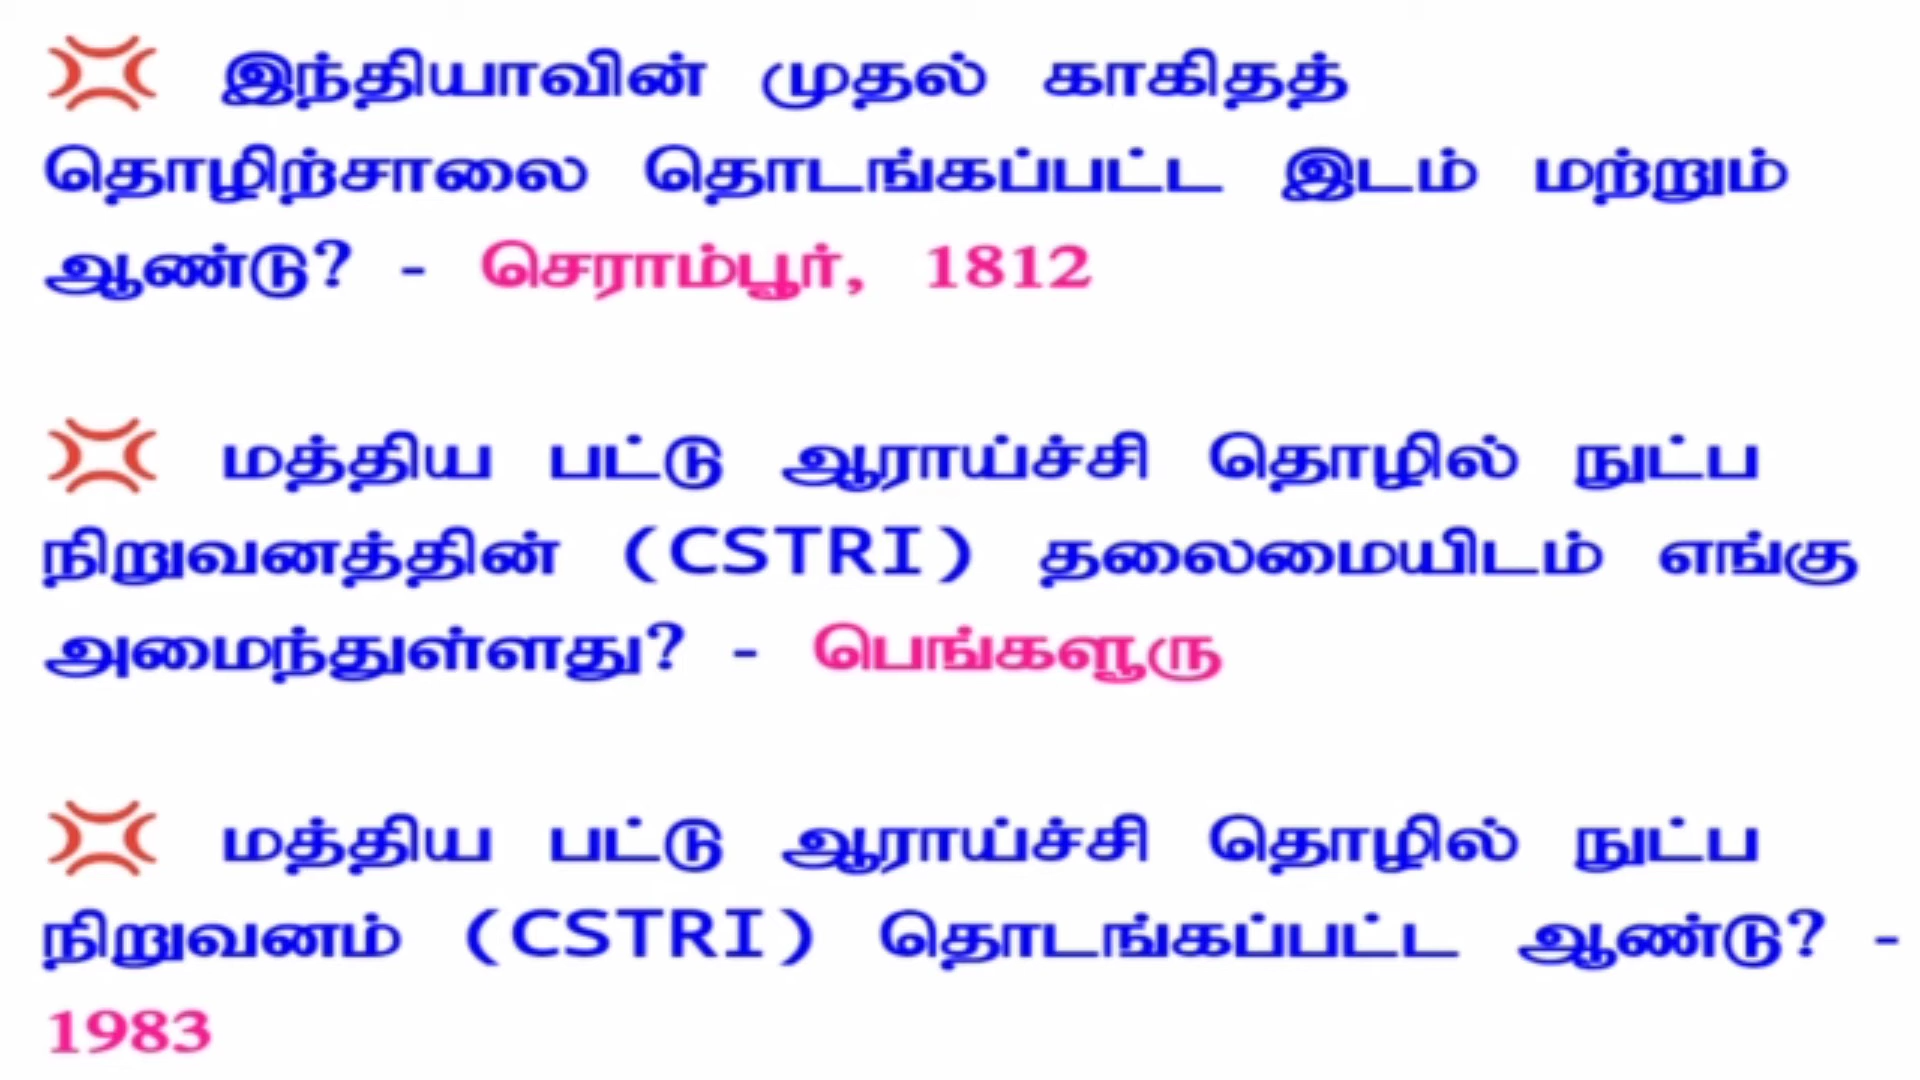 இந்தியாவின் முதல் காகிதத்
தொழிற்சாலை தொடங்கப்பட்ட இடம் மற்றும்
ஆண்டு? - செராம்பூர், 1812
மத்திய பட்டு ஆராய்ச்சி தொழில் நுட்ப
நிறுவனத்தின் (CSTRI) தலைமையிடம் எங்கு
அமைந்துள்ளது? - பெங்களூரு
மத்திய பட்டு ஆராய்ச்சி தொழில் நுட்ப
நிறுவனம் (CSTRI) தொடங்கப்பட்ட ஆண்டு? -
1983